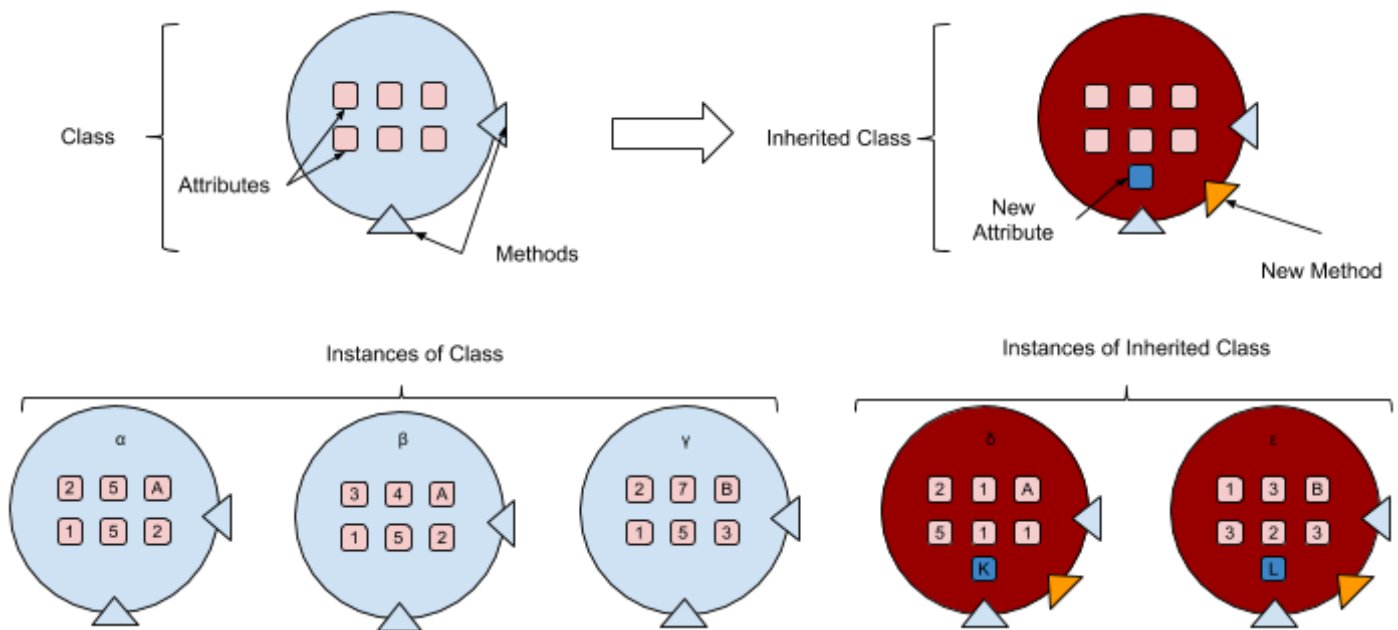 Class
Attributes
Methods
Inherited Class
New
Attribute
New Method
Instances of Class
Instances of Inherited Class
α
2 5 A
1 5 2
β
3 4 A
1 5 2
γ
2 7 B
1 5 3
δ
2 1 A
5 1 1
K
ε
1 3 B
3 2 3
L